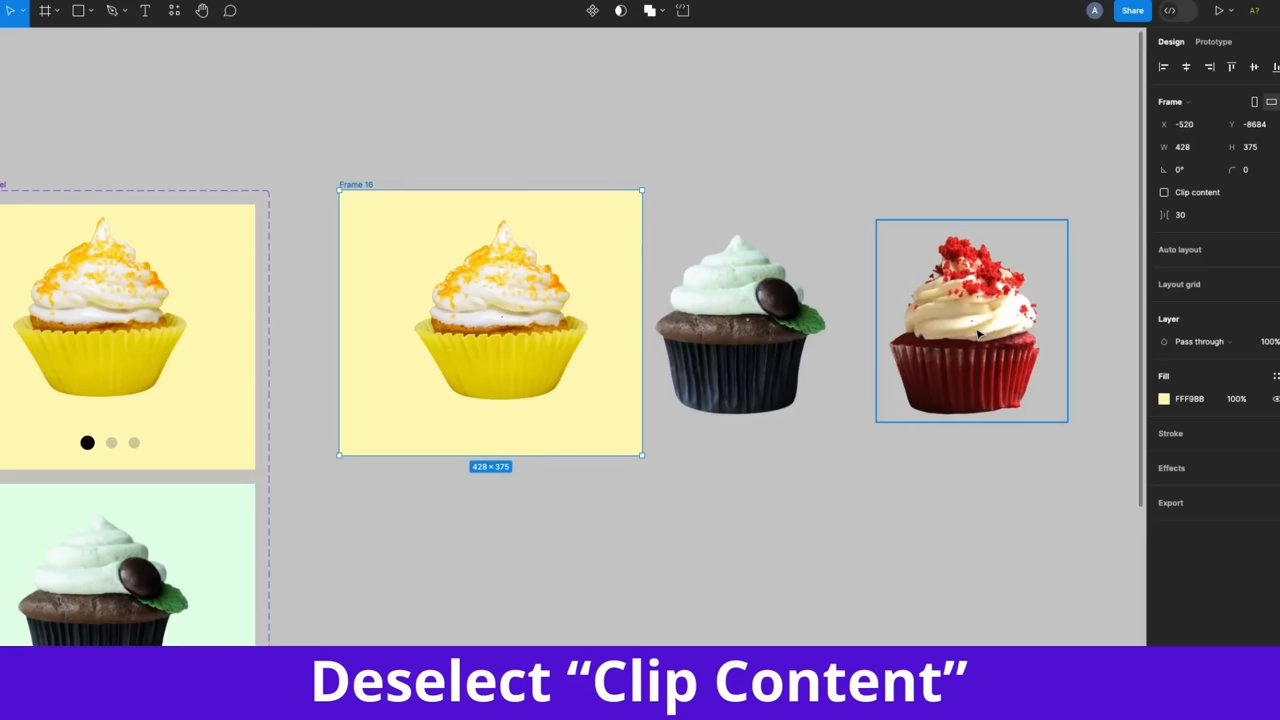 A
Share
</>
A?
Design Prototype
Frame
X -520 Y -8684
W 428 H 375
0° 0
Clip content
30
Auto layout
Layout grid
Layer
Pass through 100%
Fill
FFF9BB 100%
Stroke
Effects
Export
el
Frame 16
428 × 375
Deselect “Clip Content”